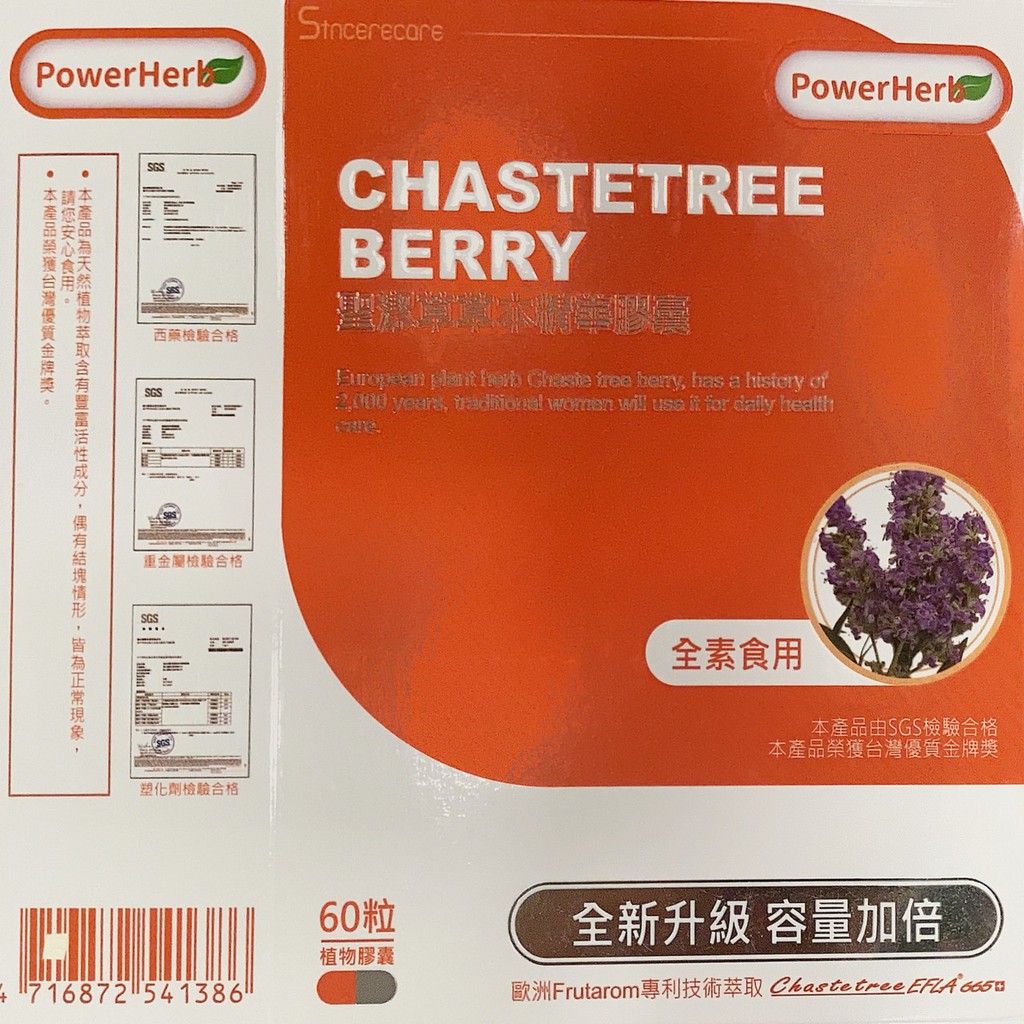 PowerHerb
• 本產品為天然植物萃取含有豐富活性成分，偶有結塊情形，皆為正常現象，
請您安心食用。
• 本產品榮獲台灣優質金牌獎。
SGS
西藥檢驗合格
SGS
重金屬檢驗合格
SGS
塑化劑檢驗合格
4 716872 541386
Sincerecare
PowerHerb
CHASTETREE
BERRY
聖潔莓草本精華膠囊
European plant herb Chaste tree berry, has a history of
2,000 years, traditional women will use it for daily health
care.
全素食用
本產品由SGS檢驗合格
本產品榮獲台灣優質金牌獎
60粒
植物膠囊
全新升級 容量加倍
歐洲Frutarom專利技術萃取 Chastetree EFLA® 665